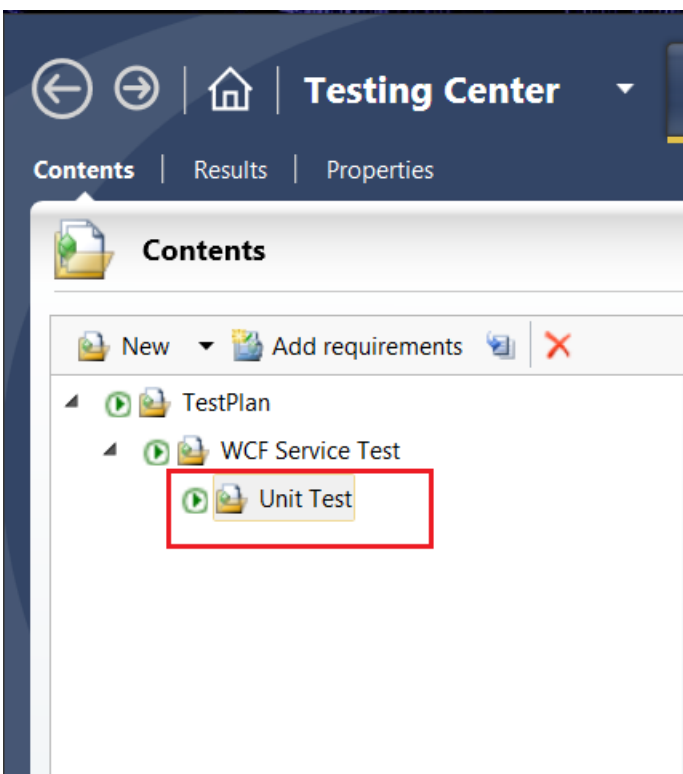 Testing Center
Contents | Results | Properties
Contents
New Add requirements
TestPlan
WCF Service Test
Unit Test